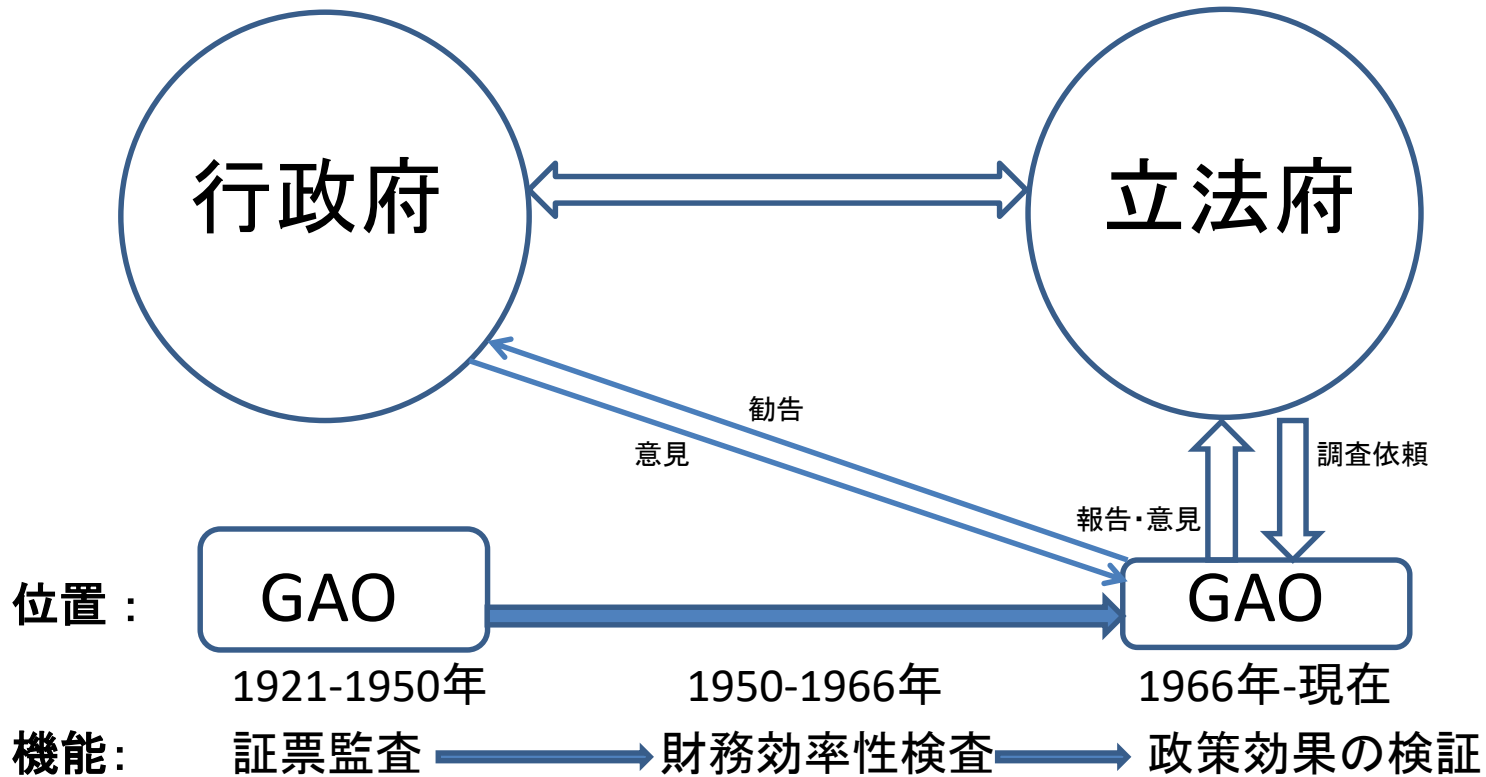 行政府
立法府
勧告
意見
調査依頼
報告・意見
位置： GAO GAO
1921-1950年 1950-1966年 1966年-現在
機能： 証票監査 財務効率性検査 政策効果の検証